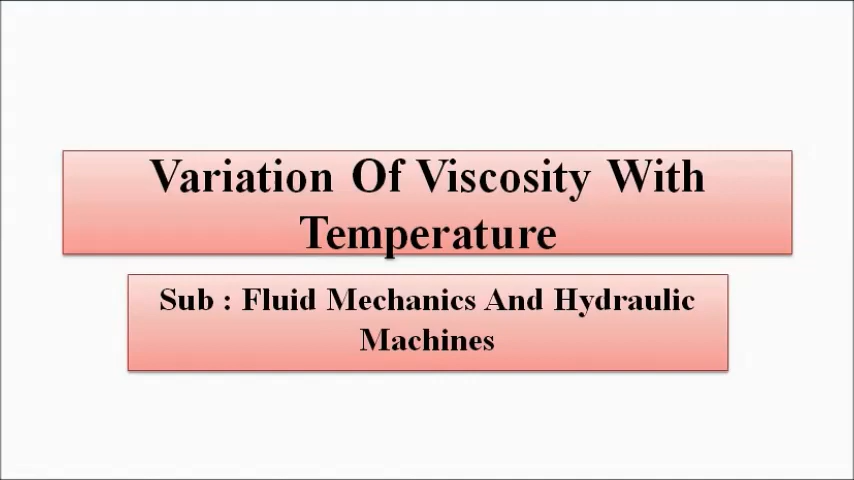 Variation Of Viscosity With
Temperature
Sub : Fluid Mechanics And Hydraulic
Machines